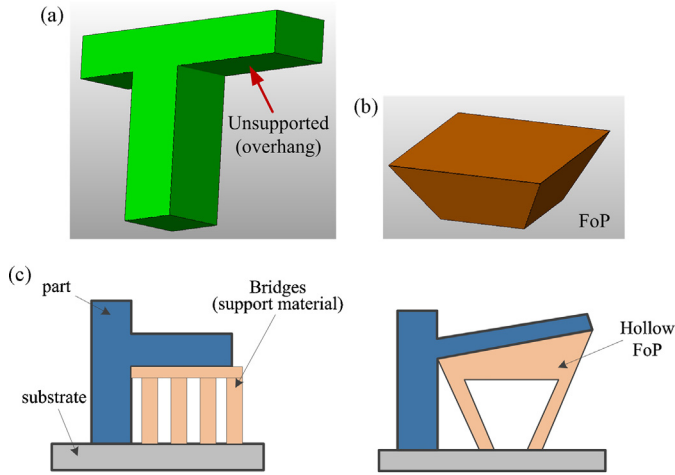 (a)
Unsupported
(overhang)
(b)
FoP
(c)
part
Bridges
(support material)
substrate
Hollow
FoP